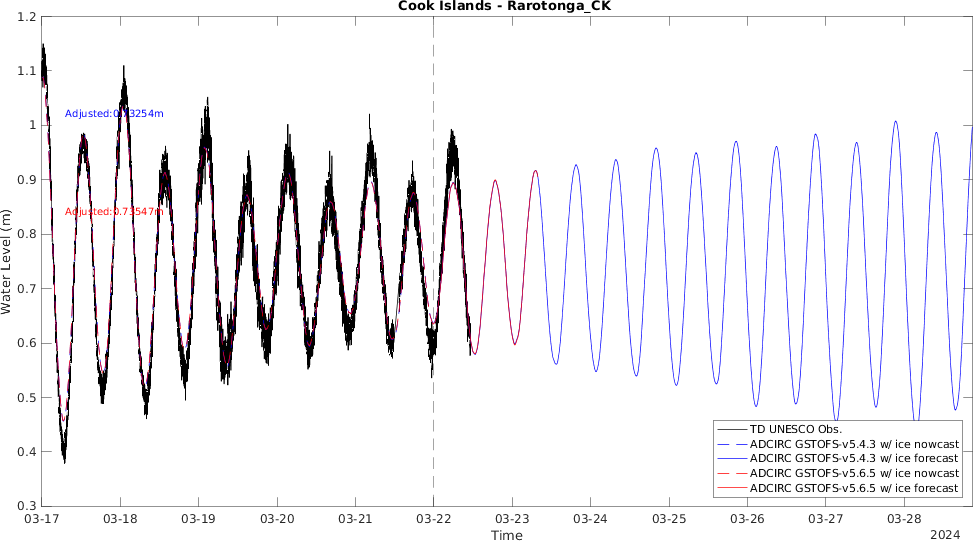 Cook Islands - Rarotonga_CK
1.2
1.1
1
0.9
0.8
0.7
0.6
0.5
0.4
0.3
Water Level (m)
Adjusted:0.73254m
Adjusted:0.73547m
TD UNESCO Obs.
ADCIRC GSTOFS-v5.4.3 w/ ice nowcast
ADCIRC GSTOFS-v5.4.3 w/ ice forecast
ADCIRC GSTOFS-v5.6.5 w/ ice nowcast
ADCIRC GSTOFS-v5.6.5 w/ ice forecast
03-17 03-18 03-19 03-20 03-21 03-22 03-23 03-24 03-25 03-26 03-27 03-28
Time
2024